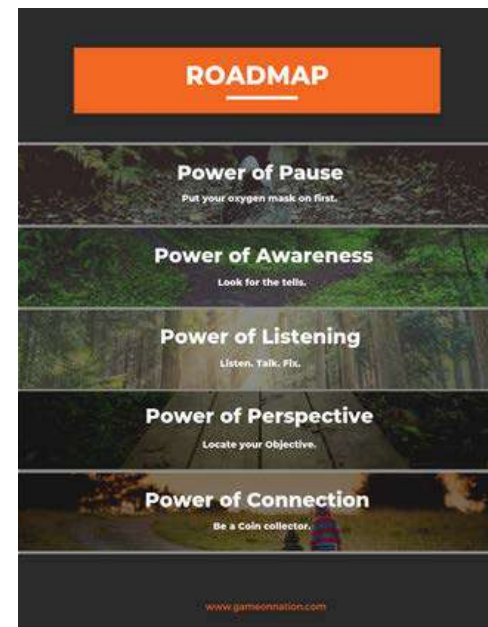 ROADMAP
Power of Pause
Put your oxygen mask on first.
Power of Awareness
Look for the tells.
Power of Listening
Listen. Talk. Fix.
Power of Perspective
Locate your Objective.
Power of Connection
Be a Coin collector.
www.gameonnation.com